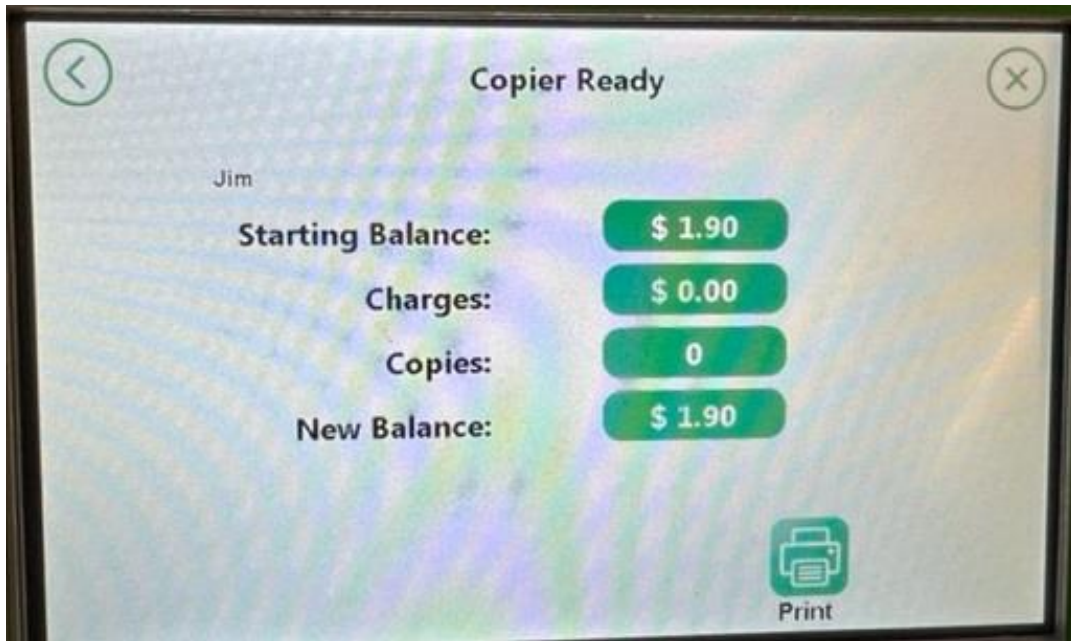 Copier Ready
Jim
Starting Balance: $ 1.90
Charges: $ 0.00
Copies: 0
New Balance: $ 1.90
Print